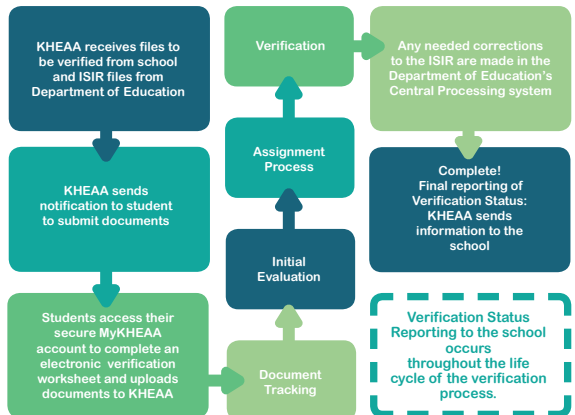 KHEAA receives files to
be verified from school
and ISIR files from
Department of Education
KHEAA sends
notification to student
to submit documents
Students access their
secure MyKHEAA
account to complete an
electronic verification
worksheet and uploads
documents to KHEAA
Document
Tracking
Initial
Evaluation
Assignment
Process
Verification
Any needed corrections
to the ISIR are made in the
Department of Education's
Central Processing system
Complete!
Final reporting of
Verification Status:
KHEAA sends
information to the
school
Verification Status
Reporting to the school
occurs
throughout the life
cycle of the verification
process.